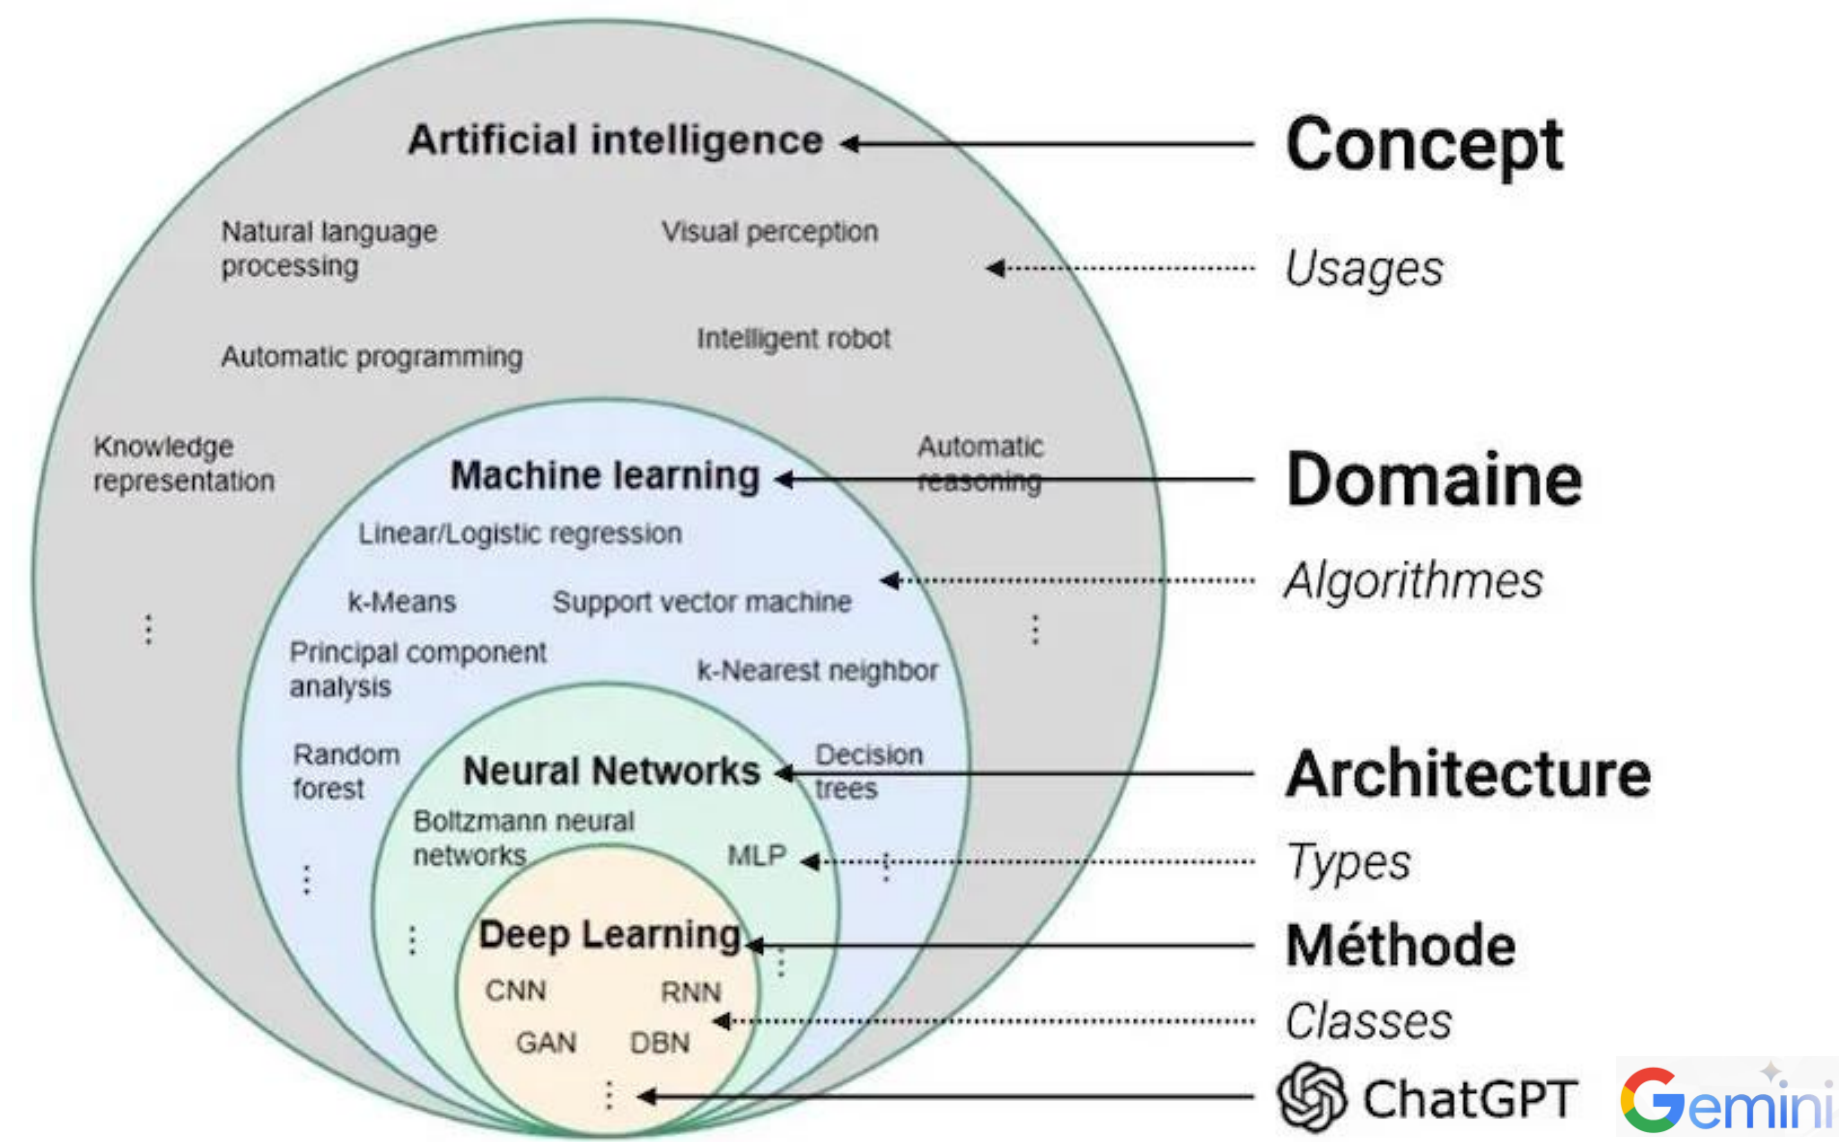 Artificial intelligence
Concept
Natural language
processing
Visual perception
Usages
Automatic programming
Intelligent robot
Knowledge
representation
Automatic
reasoning
Machine learning
Domaine
Linear/Logistic regression
Algorithmes
k-Means
Support vector machine
Principal component
analysis
k-Nearest neighbor
Random
forest
Neural Networks
Decision
trees
Architecture
Boltzmann neural
networks
MLP
Types
Deep Learning
Méthode
CNN
RNN
Classes
GAN
DBN
ChatGPT
Gemini